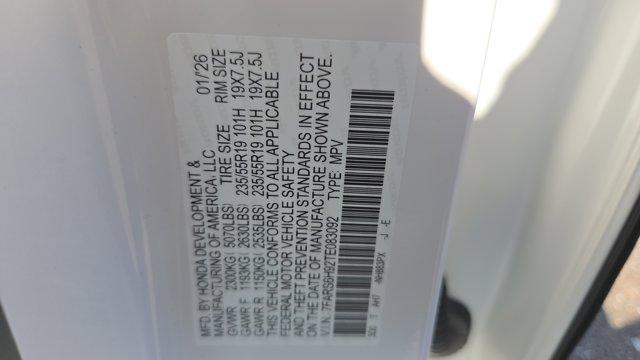 MFD. BY HONDA DEVELOPMENT & 01/'26
MANUFACTURING OF AMERICA, LLC
TIRE SIZE RIM SIZE
GVWR 2300KG( 5070LBS)
GAWR F 1193KG( 2630LBS) 235/55R19 101H 19X7.5J
GAWR R 1150KG( 2535LBS) 235/55R19 101H 19X7.5J
THIS VEHICLE CONFORMS TO ALL APPLICABLE
FEDERAL MOTOR VEHICLE SAFETY
AND THEFT PREVENTION STANDARDS IN EFFECT
ON THE DATE OF MANUFACTURE SHOWN ABOVE.
V.I.N.: 7FARS6H92TE083092 TYPE: MPV
3D0 T AH7 -NH883PX -J -E